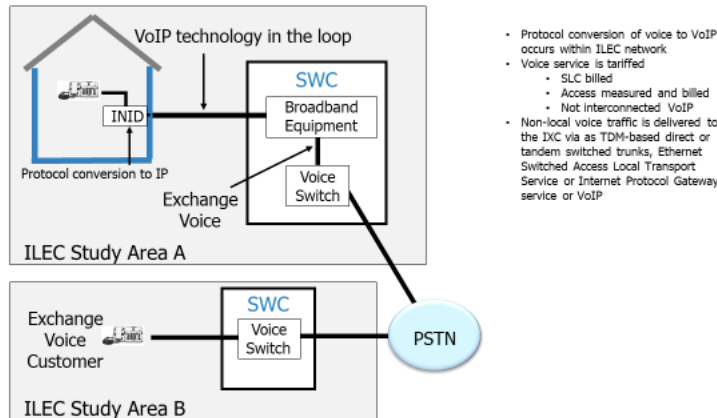 VoIP technology in the loop
SWC
Broadband
Equipment
INID
Protocol conversion to IP
Exchange
Voice
Voice
Switch
ILEC Study Area A
SWC
Exchange
Voice
Customer
Voice
Switch
PSTN
ILEC Study Area B
• Protocol conversion of voice to VoIP
occurs within ILEC network
• Voice service is tariffed
• SLC billed
• Access measured and billed
• Not interconnected VoIP
• Non-local voice traffic is delivered to
the IXC via as TDM-based direct or
tandem switched trunks, Ethernet
Switched Access Local Transport
Service or Internet Protocol Gateway
service or VoIP